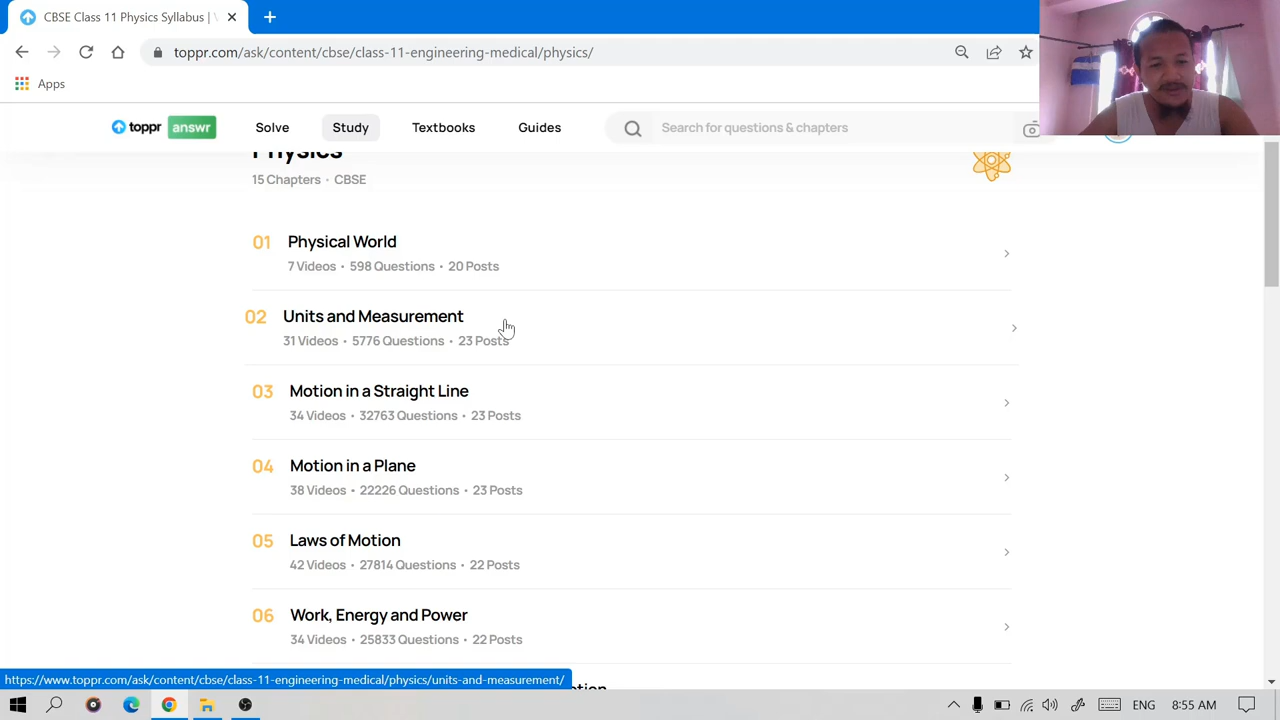 CBSE Class 11 Physics Syllabus |
toppr.com/ask/content/cbse/class-11-engineering-medical/physics/
Apps
toppr answr
Solve
Study
Textbooks
Guides
Search for questions & chapters
Physics
15 Chapters • CBSE
01 Physical World
7 Videos • 598 Questions • 20 Posts
02 Units and Measurement
31 Videos • 5776 Questions • 23 Posts
03 Motion in a Straight Line
34 Videos • 32763 Questions • 23 Posts
04 Motion in a Plane
38 Videos • 22226 Questions • 23 Posts
05 Laws of Motion
42 Videos • 27814 Questions • 22 Posts
06 Work, Energy and Power
34 Videos • 25833 Questions • 22 Posts
https://www.toppr.com/ask/content/cbse/class-11-engineering-medical/physics/units-and-measurement/
ENG
8:55 AM